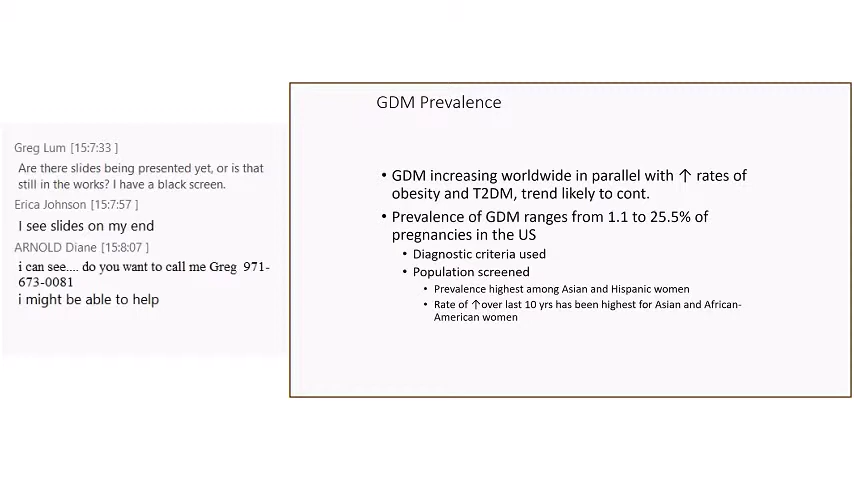 Greg Lum [15:7:33 ]
Are there slides being presented yet, or is that
still in the works? I have a black screen.
Erica Johnson [15:7:57 ]
I see slides on my end
ARNOLD Diane [15:8:07 ]
i can see.... do you want to call me Greg  971-
673-0081
i might be able to help
GDM Prevalence
• GDM increasing worldwide in parallel with ↑ rates of
obesity and T2DM, trend likely to cont.
• Prevalence of GDM ranges from 1.1 to 25.5% of
pregnancies in the US
• Diagnostic criteria used
• Population screened
• Prevalence highest among Asian and Hispanic women
• Rate of ↑over last 10 yrs has been highest for Asian and African-
American women